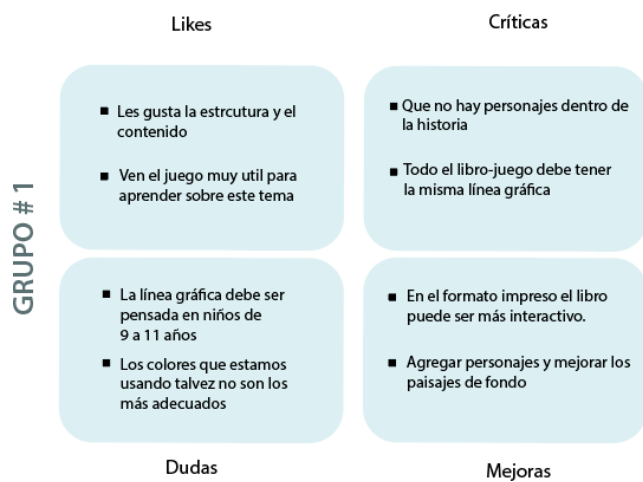 Likes
Críticas
GRUPO # 1
■ Les gusta la estrcutura y el
contenido
■ Ven el juego muy util para
aprender sobre este tema
■ Que no hay personajes dentro de
la historia
■ Todo el libro-juego debe tener
la misma línea gráfica
■ La línea gráfica debe ser
pensada en niños de
9 a 11 años
■ Los colores que estamos
usando talvez no son los
más adecuados
■ En el formato impreso el libro
puede ser más interactivo.
■ Agregar personajes y mejorar los
paisajes de fondo
Dudas
Mejoras